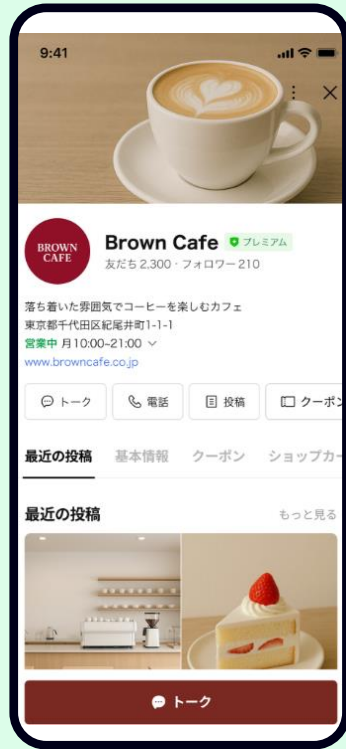 9:41
BROWN
CAFE
Brown Cafe プレミアム
友だち 2,300・フォロワー 210
落ち着いた雰囲気でコーヒーを楽しむカフェ
東京都千代田区紀尾井町1-1-1
営業中 月10:00~21:00
www.browncafe.co.jp
トーク 電話 投稿 クーポン
最近の投稿 基本情報 クーポン ショップカー
最近の投稿 もっと見る
トーク